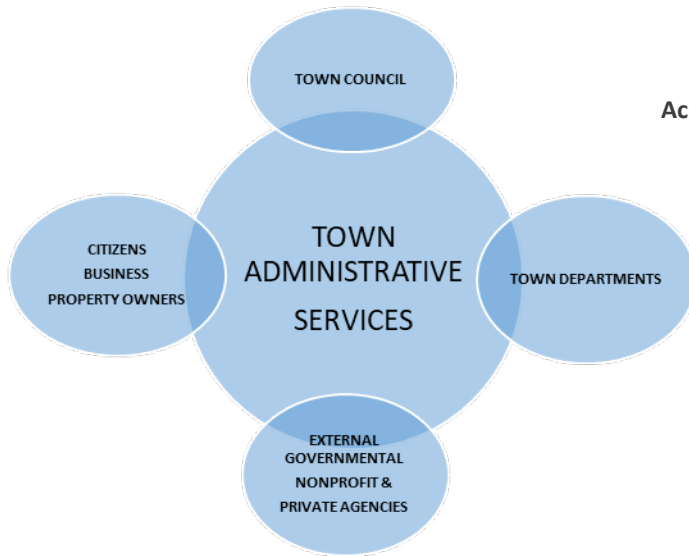 TOWN COUNCIL
Ac
CITIZENS
BUSINESS
PROPERTY OWNERS
TOWN
ADMINISTRATIVE
SERVICES
TOWN DEPARTMENTS
EXTERNAL
GOVERNMENTAL
NONPROFIT &
PRIVATE AGENCIES